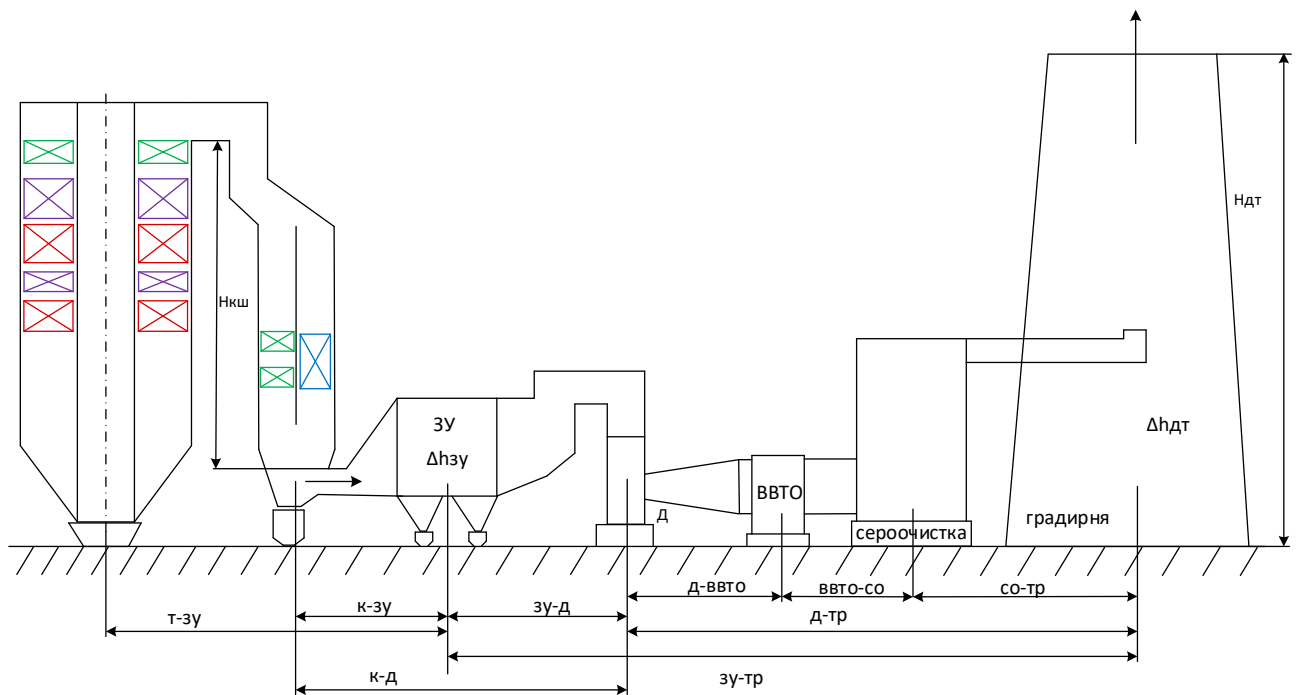 Ндт
Нкш
ЗУ
Δhзу
Δhдт
ВВТО
Д
градирня
сероочистка
д-ввто
ввто-со
со-тр
к-зу
зу-д
т-зу
д-тр
к-д
зу-тр